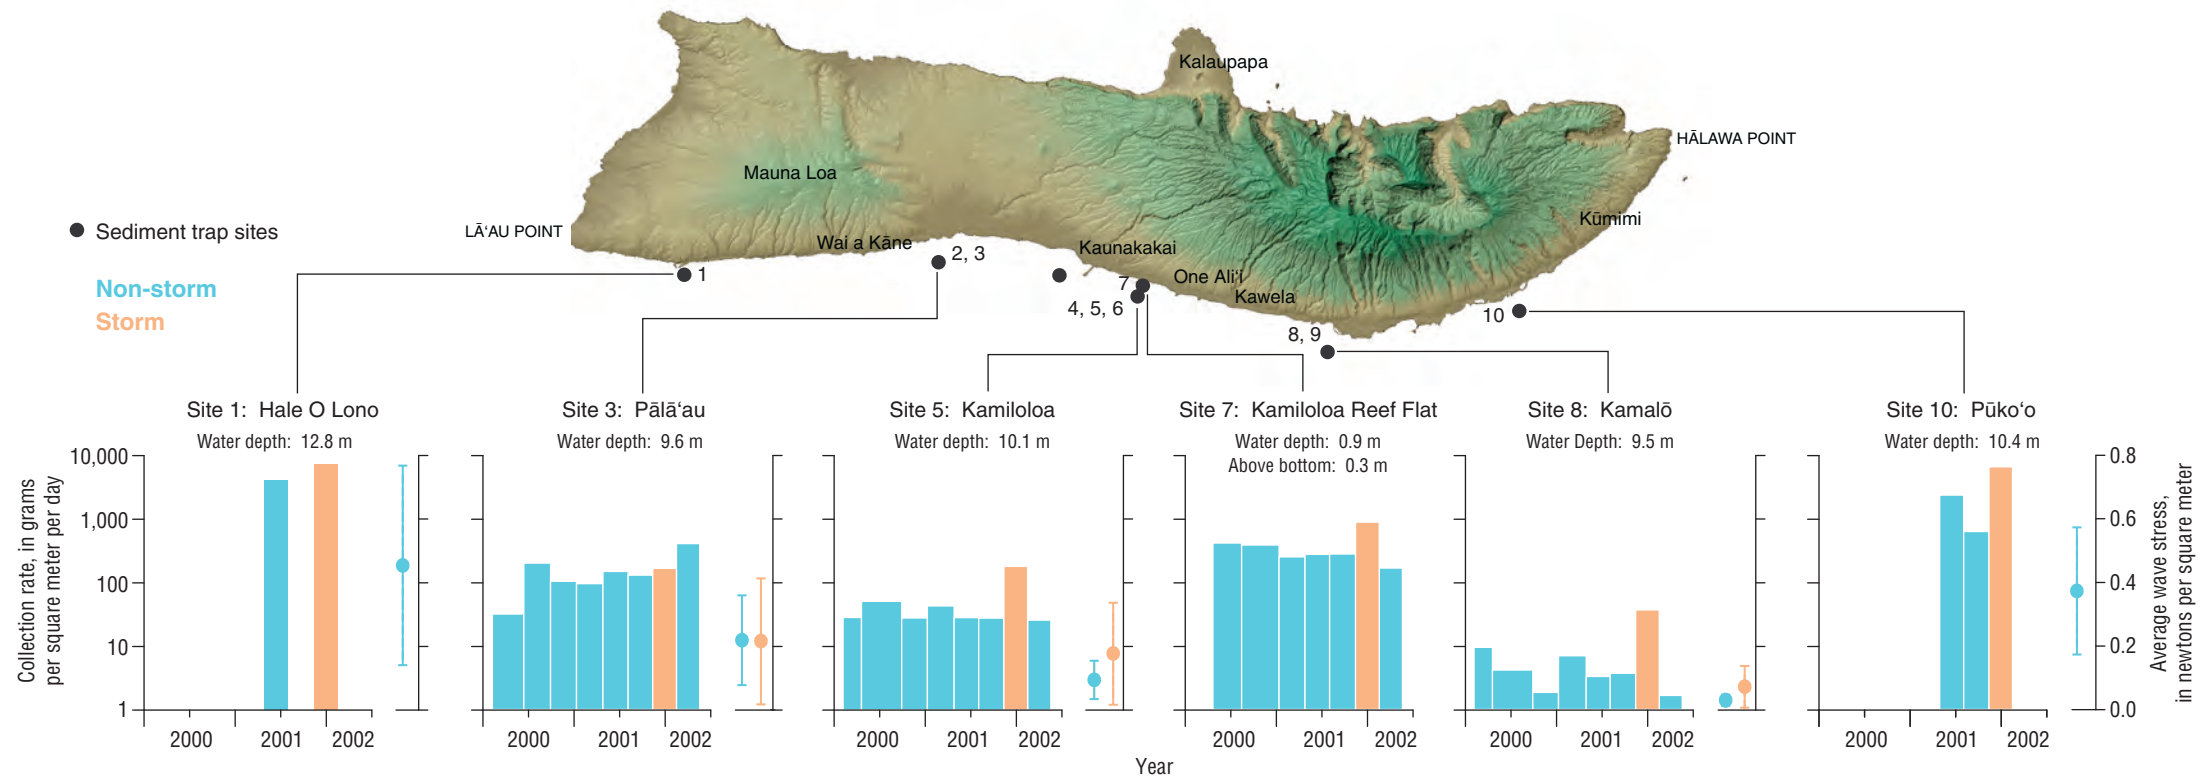 Kalaupapa
HĀLAWA POINT
Mauna Loa
Kūmimi
LĀʻAU POINT
Wai a Kāne
Kaunakakai
One Aliʻi
Kawela
2, 3
1
7
4, 5, 6
8, 9
10
Sediment trap sites
Non-storm
Storm
Site 1: Hale O Lono
Water depth: 12.8 m
Site 3: Pālāʻau
Water depth: 9.6 m
Site 5: Kamiloloa
Water depth: 10.1 m
Site 7: Kamiloloa Reef Flat
Water depth: 0.9 m
Above bottom: 0.3 m
Site 8: Kamalō
Water Depth: 9.5 m
Site 10: Pūkoʻo
Water depth: 10.4 m
Collection rate, in grams
per square meter per day
10,000
1,000
100
10
1
0.8
0.6
0.4
0.2
0.0
Average wave stress,
in newtons per square meter
2000 2001 2002
2000 2001 2002
2000 2001 2002
2000 2001 2002
2000 2001 2002
2000 2001 2002
Year